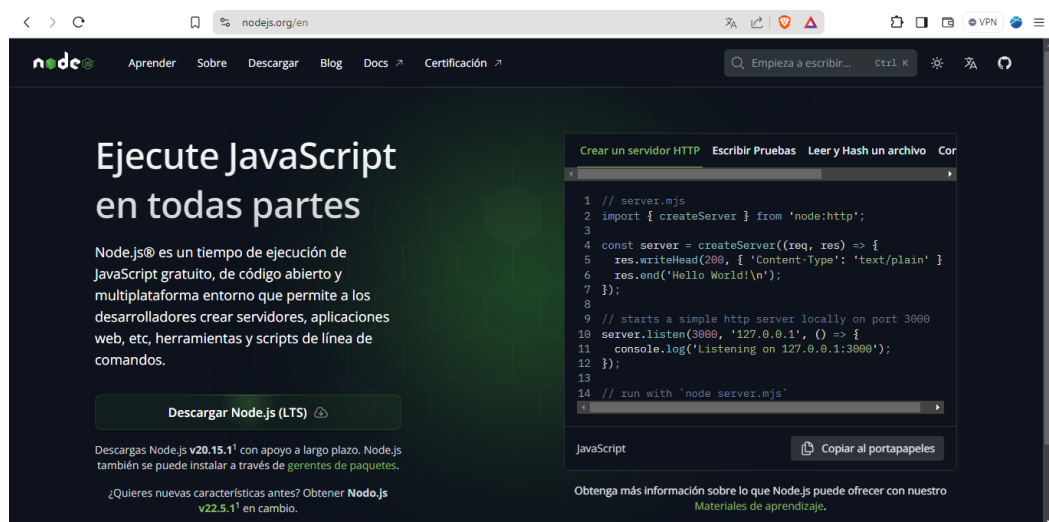 nodejs.org/en
VPN
node
Aprender Sobre Descargar Blog Docs Certificación
Empieza a escribir... Ctrl K
Ejecute JavaScript
en todas partes
Node.js® es un tiempo de ejecución de
JavaScript gratuito, de código abierto y
multiplataforma entorno que permite a los
desarrolladores crear servidores, aplicaciones
web, etc, herramientas y scripts de línea de
comandos.
Descargar Node.js (LTS)
Descargas Node.js v20.15.1¹ con apoyo a largo plazo. Node.js
también se puede instalar a través de gerentes de paquetes.
¿Quieres nuevas características antes? Obtener Nodo.js
v22.5.1¹ en cambio.
Crear un servidor HTTP Escribir Pruebas Leer y Hash un archivo Cor
1 // server.mjs
2 import { createServer } from 'node:http';
3
4 const server = createServer((req, res) => {
5   res.writeHead(200, { 'Content-Type': 'text/plain' }
6   res.end('Hello World!\n');
7 });
8
9 // starts a simple http server locally on port 3000
10 server.listen(3000, '127.0.0.1', () => {
11   console.log('Listening on 127.0.0.1:3000');
12 });
13
14 // run with `node server.mjs`
JavaScript
Copiar al portapapeles
Obtenga más información sobre lo que Node.js puede ofrecer con nuestro
Materiales de aprendizaje.